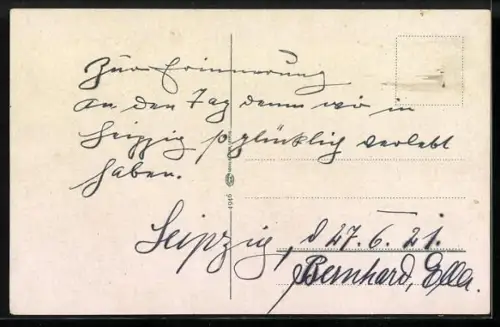 Zur Erinnerung
an den Tag denn wir in
Leipzig so glücklich verlebt
haben.
Leipzig, d 27.6.21.
Bernhard, Ella.